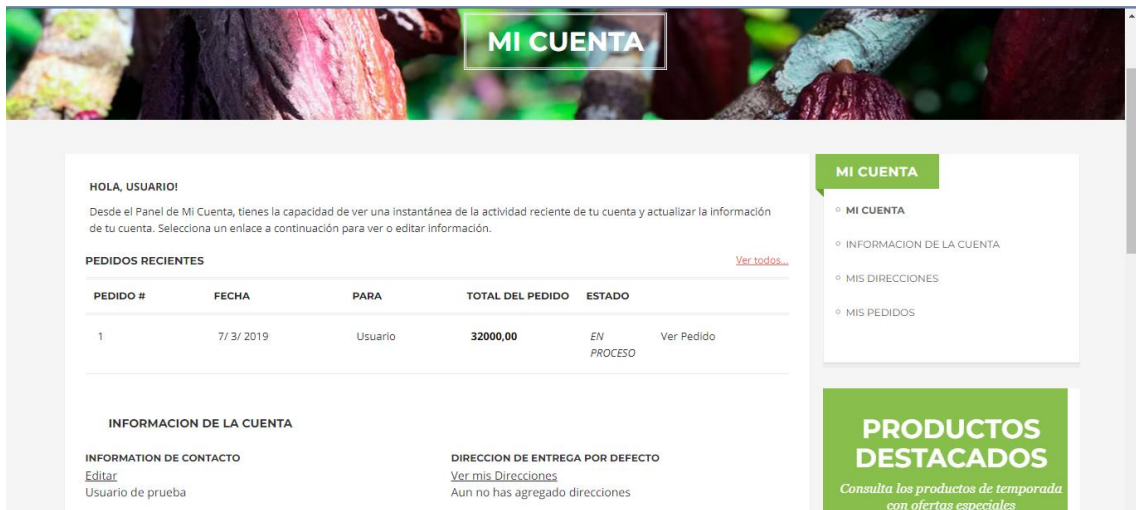 MI CUENTA
HOLA, USUARIO!
Desde el Panel de Mi Cuenta, tienes la capacidad de ver una instantánea de la actividad reciente de tu cuenta y actualizar la información
de tu cuenta. Selecciona un enlace a continuación para ver o editar información.
PEDIDOS RECIENTES Ver todos...
PEDIDO # FECHA PARA TOTAL DEL PEDIDO ESTADO
1 7/ 3/ 2019 Usuario 32000,00 EN Ver Pedido
PROCESO
INFORMACION DE LA CUENTA
INFORMATION DE CONTACTO
Editar
Usuario de prueba
DIRECCION DE ENTREGA POR DEFECTO
Ver mis Direcciones
Aun no has agregado direcciones
MI CUENTA
MI CUENTA
INFORMACION DE LA CUENTA
MIS DIRECCIONES
MIS PEDIDOS
PRODUCTOS
DESTACADOS
Consulta los productos de temporada
con ofertas especiales